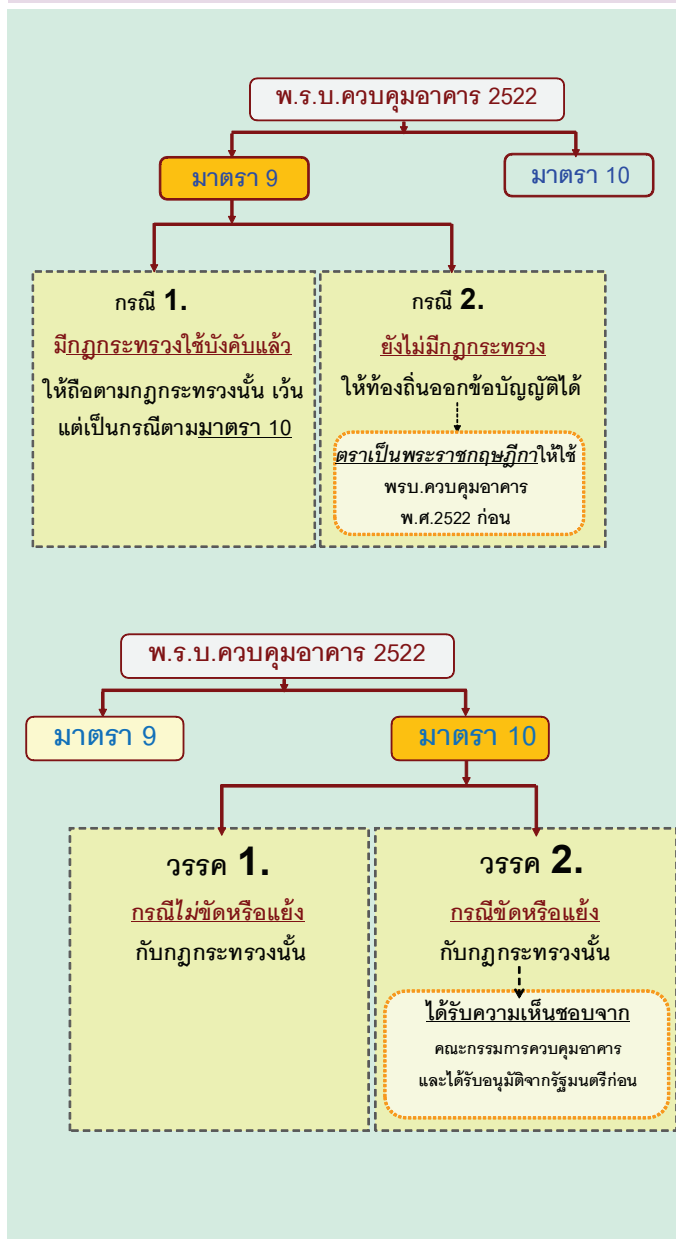 พ.ร.บ.ควบคุมอาคาร 2522
มาตรา 9
มาตรา 10
กรณี 1.
มีกฎกระทรวงใช้บังคับแล้ว
ให้ถือตามกฎกระทรวงนั้น เว้น
แต่เป็นกรณีตามมาตรา 10
กรณี 2.
ยังไม่มีกฎกระทรวง
ให้ท้องถิ่นออกข้อบัญญัติได้
ตราเป็นพระราชกฤษฎีกาให้ใช้
พรบ.ควบคุมอาคาร
พ.ศ.2522 ก่อน
พ.ร.บ.ควบคุมอาคาร 2522
มาตรา 9
มาตรา 10
วรรค 1.
กรณีไม่ขัดหรือแย้ง
กับกฎกระทรวงนั้น
วรรค 2.
กรณีขัดหรือแย้ง
กับกฎกระทรวงนั้น
ได้รับความเห็นชอบจาก
คณะกรรมการควบคุมอาคาร
และได้รับอนุมัติจากรัฐมนตรีก่อน